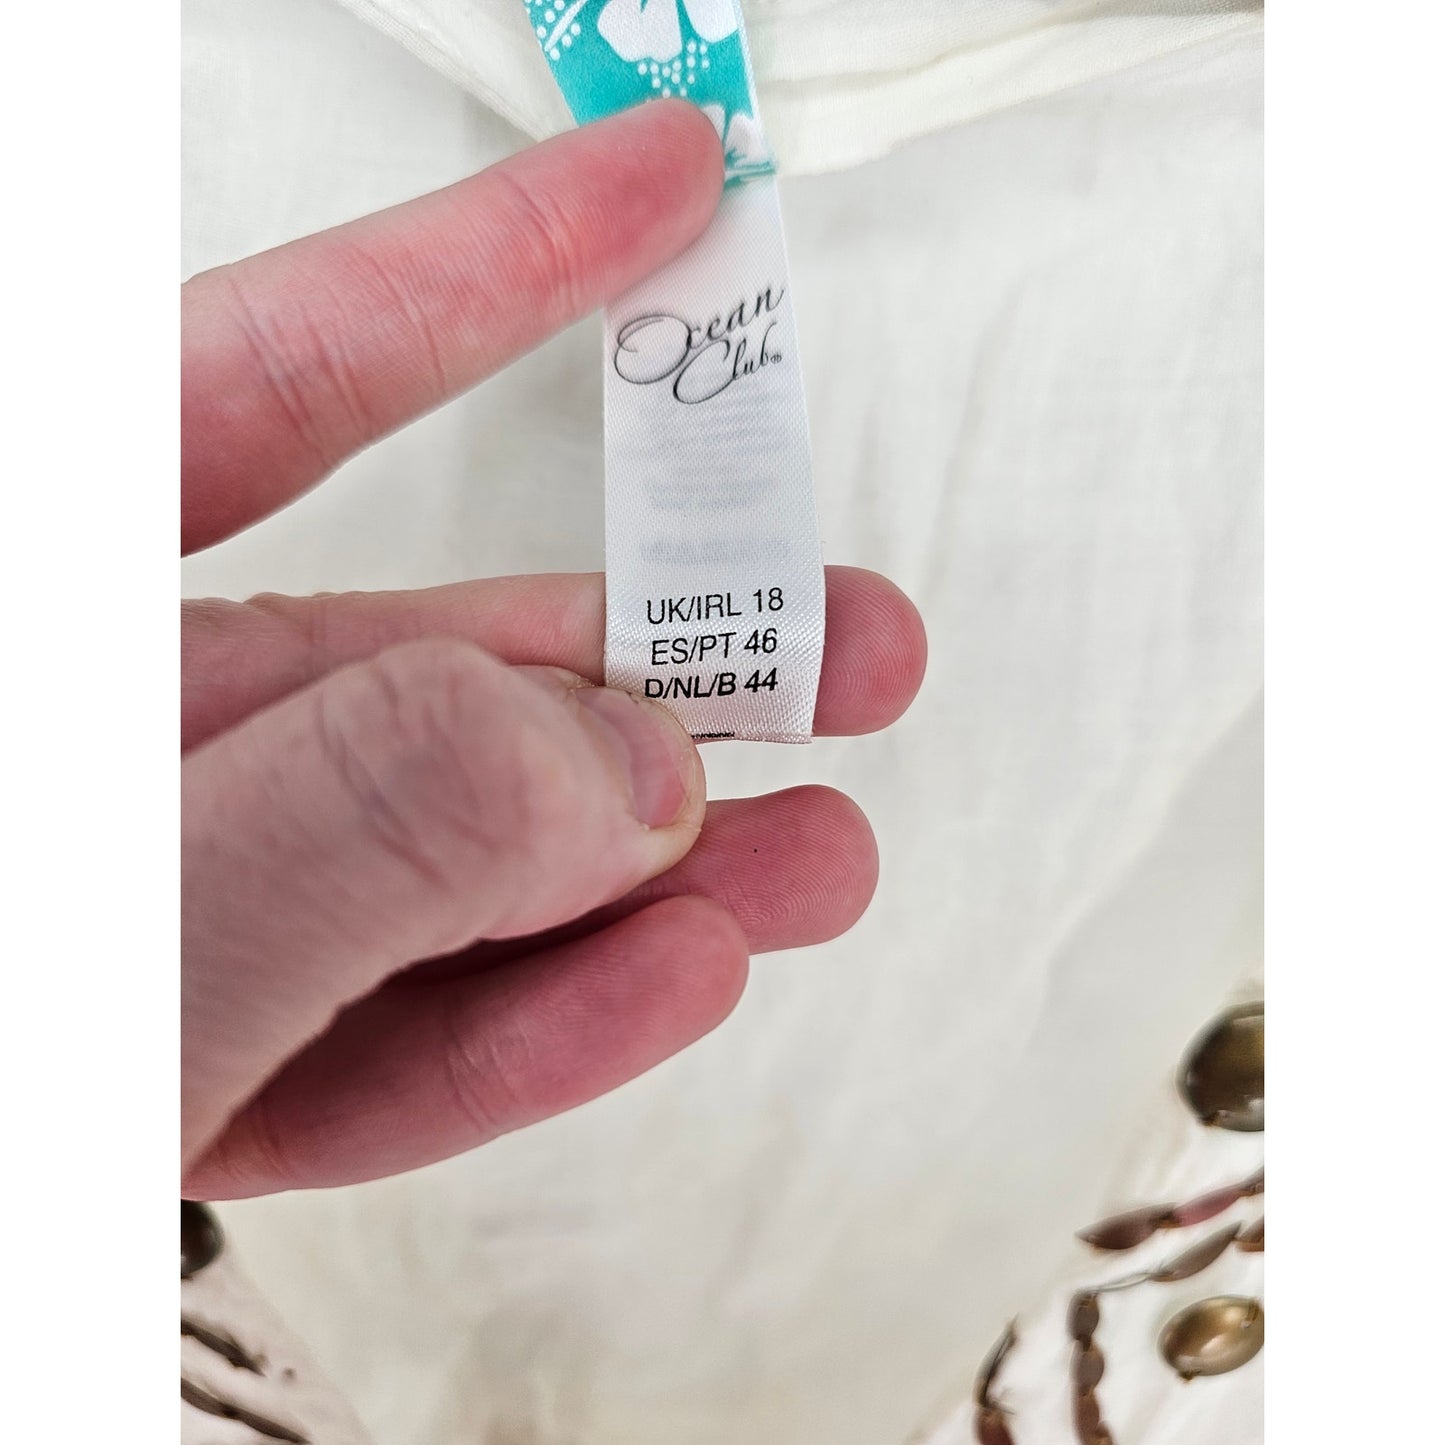 Ocean
Club®
UK/IRL 18
ES/PT 46
D/NL/B 44